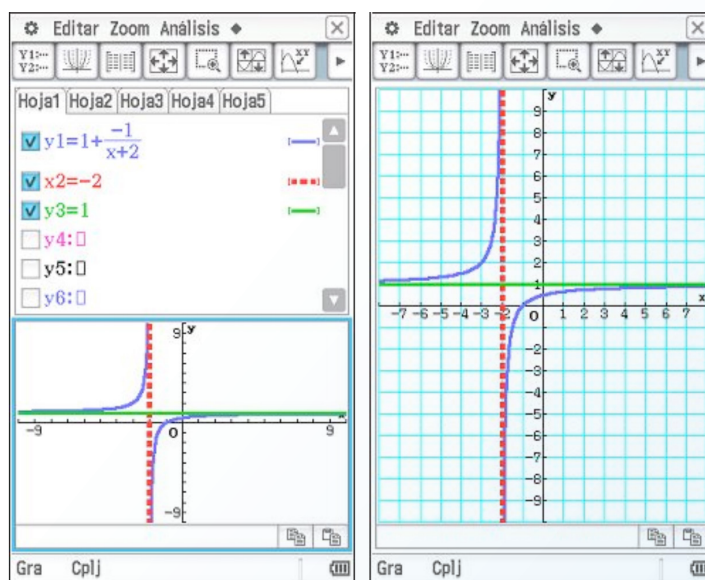 Editar Zoom Análisis
Y1:... Y2:...
Hoja1 Hoja2 Hoja3 Hoja4 Hoja5
y1=1+\frac{-1}{x+2}
x2=-2
y3=1
y4:▯
y5:▯
y6:▯
9 y
-9 0 9 x
-9
Gra Cplj
Editar Zoom Análisis
Y1:... Y2:...
y
9
8
7
6
5
4
3
2
1
x
-7 -6 -5 -4 -3 -2 0 1 2 3 4 5 6 7
-2
-3
-4
-5
-6
-7
-8
-9
Gra Cplj